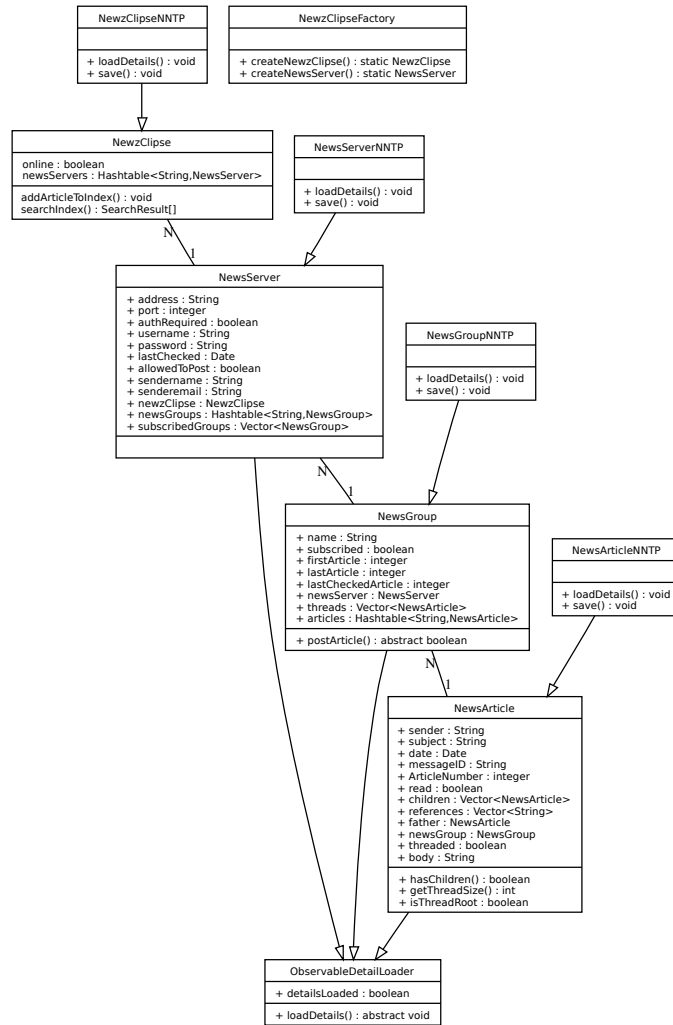 NewzClipseNNTP
+ loadDetails() : void
+ save() : void
NewzClipseFactory
+ createNewzClipse() : static NewzClipse
+ createNewsServer() : static NewsServer
NewzClipse
online : boolean
newsServers : Hashtable<String,NewsServer>
addArticleToIndex() : void
searchIndex() : SearchResult[]
NewsServerNNTP
+ loadDetails() : void
+ save() : void
N
1
NewsServer
+ address : String
+ port : integer
+ authRequired : boolean
+ username : String
+ password : String
+ lastChecked : Date
+ allowedToPost : boolean
+ sendername : String
+ senderemail : String
+ newzClipse : NewzClipse
+ newsGroups : Hashtable<String,NewsGroup>
+ subscribedGroups : Vector<NewsGroup>
NewsGroupNNTP
+ loadDetails() : void
+ save() : void
N
1
NewsGroup
+ name : String
+ subscribed : boolean
+ firstArticle : integer
+ lastArticle : integer
+ lastCheckedArticle : integer
+ newsServer : NewsServer
+ threads : Vector<NewsArticle>
+ articles : Hashtable<String,NewsArticle>
+ postArticle() : abstract boolean
NewsArticleNNTP
+ loadDetails() : void
+ save() : void
N
1
NewsArticle
+ sender : String
+ subject : String
+ date : Date
+ messageID : String
+ ArticleNumber : integer
+ read : boolean
+ children : Vector<NewsArticle>
+ references : Vector<String>
+ father : NewsArticle
+ newsGroup : NewsGroup
+ threaded : boolean
+ body : String
+ hasChildren() : boolean
+ getThreadSize() : int
+ isThreadRoot : boolean
ObservableDetailLoader
+ detailsLoaded : boolean
+ loadDetails() : abstract void